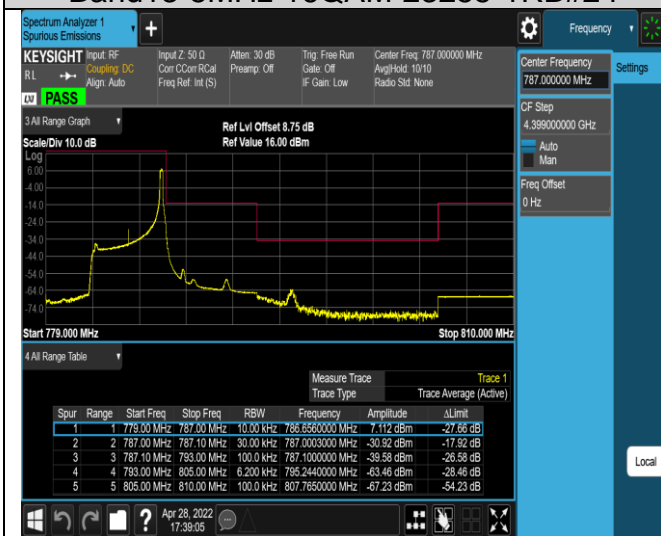 Spectrum Analyzer 1
Spurious Emissions
+
Frequency
KEYSIGHT
Input: RF
Input Z: 50 Ω
Atten: 30 dB
Trig: Free Run
Center Freq: 787.000000 MHz
RL
Coupling: DC
Corr CCorr RCal
Preamp: Off
Gate: Off
Avg|Hold: 10/10
Align: Auto
Freq Ref: Int (S)
IF Gain: Low
Radio Std: None
LXI
PASS
3 All Range Graph
Ref Lvl Offset 8.75 dB
Scale/Div 10.0 dB
Ref Value 16.00 dBm
Log
6.00
-4.00
-14.0
-24.0
-34.0
-44.0
-54.0
-64.0
-74.0
Start 779.000 MHz
Stop 810.000 MHz
4 All Range Table
Measure Trace Trace 1
Trace Type Trace Average (Active)
Spur Range Start Freq Stop Freq RBW Frequency Amplitude ΔLimit
1 1 779.00 MHz 787.00 MHz 10.00 kHz 786.6560000 MHz 7.112 dBm -27.66 dB
2 2 787.00 MHz 787.10 MHz 30.00 kHz 787.0003000 MHz -30.92 dBm -17.92 dB
3 3 787.10 MHz 793.00 MHz 100.0 kHz 787.1000000 MHz -39.58 dBm -26.58 dB
4 4 793.00 MHz 805.00 MHz 6.200 kHz 795.2440000 MHz -63.46 dBm -28.46 dB
5 5 805.00 MHz 810.00 MHz 100.0 kHz 807.7650000 MHz -67.23 dBm -54.23 dB
Center Frequency
787.000000 MHz
Settings
CF Step
4.399000000 GHz
Auto
Man
Freq Offset
0 Hz
Local
?
Apr 28, 2022
17:39:05